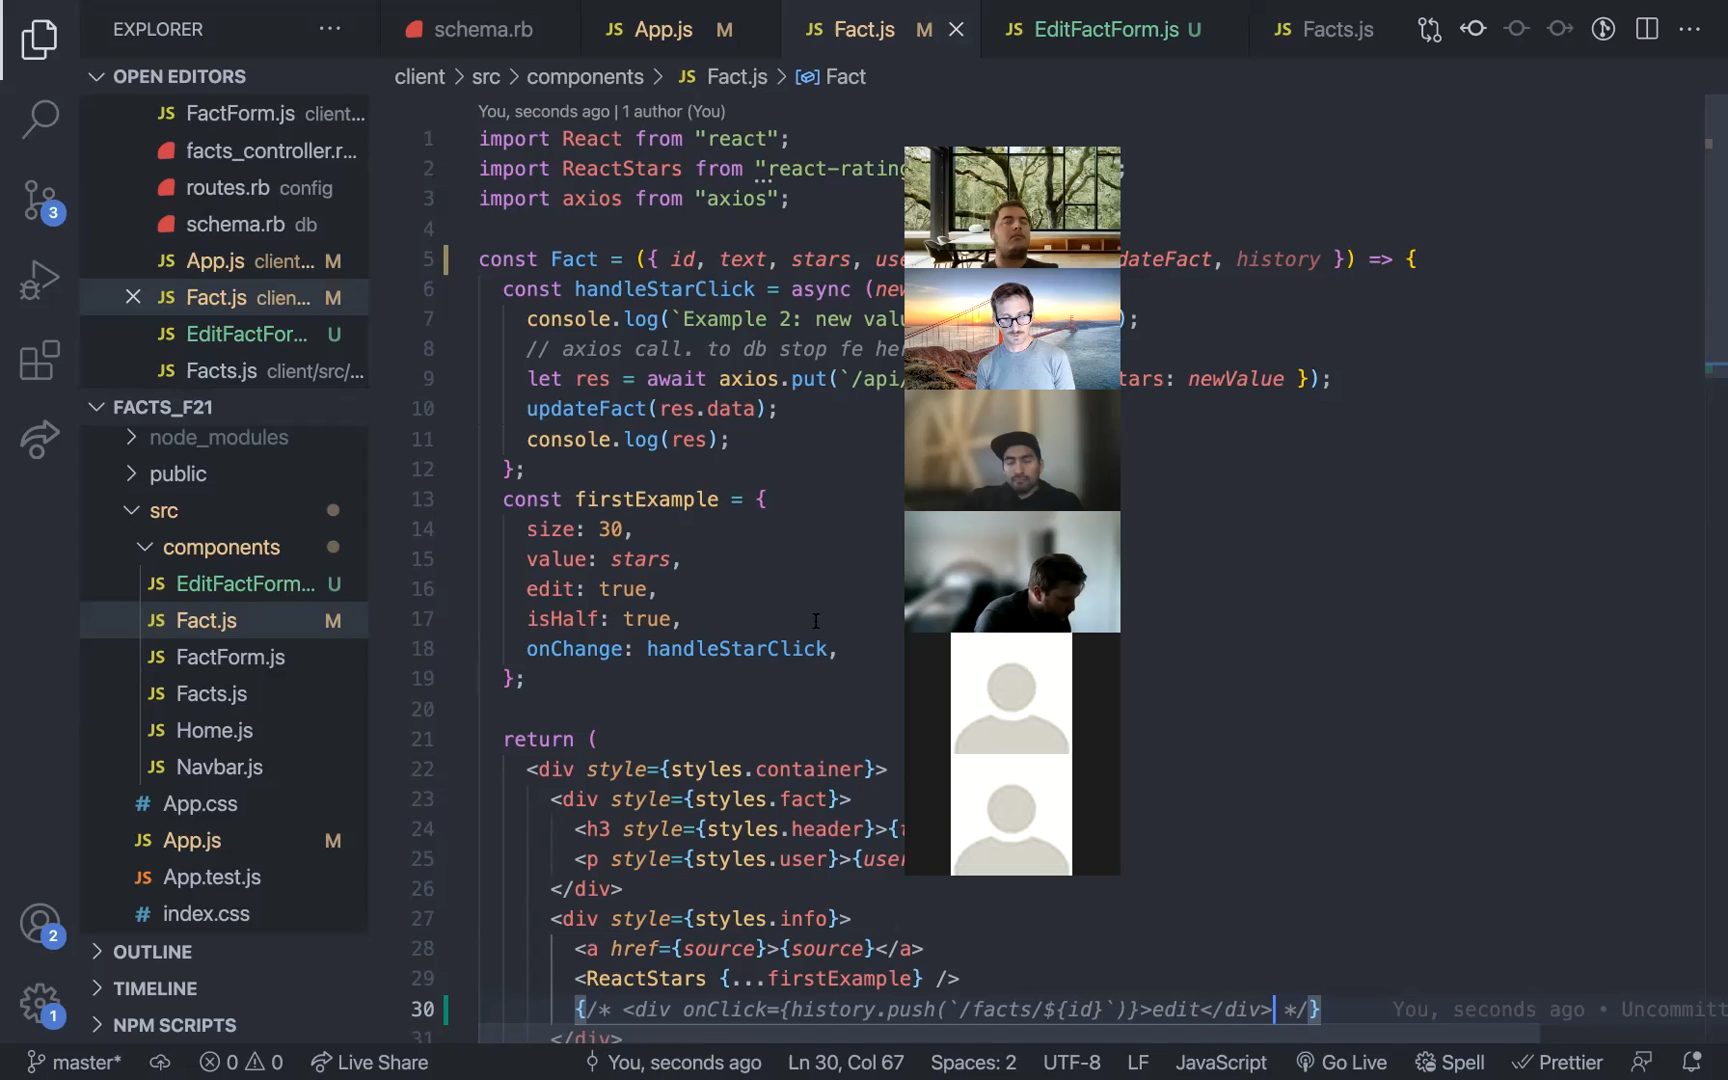 EXPLORER
schema.rb
JS App.js M
JS Fact.js M
JS EditFactForm.js U
JS Facts.js
OPEN EDITORS
JS FactForm.js client...
facts_controller.r...
routes.rb config
schema.rb db
JS App.js client... M
JS Fact.js clien... M
JS EditFactFor... U
JS Facts.js client/src/...
FACTS_F21
node_modules
public
src
components
JS EditFactForm... U
JS Fact.js M
JS FactForm.js
JS Facts.js
JS Home.js
JS Navbar.js
# App.css
JS App.js M
JS App.test.js
# index.css
OUTLINE
TIMELINE
NPM SCRIPTS
3
2
1
client > src > components > JS Fact.js > Fact
You, seconds ago | 1 author (You)
1 import React from "react";
2 import ReactStars from "react-rating ;
3 import axios from "axios";
4
5 const Fact = ({ id, text, stars, use dateFact, history }) => {
6 const handleStarClick = async (new
7 console.log(`Example 2: new val );
8 // axios call. to db stop fe he
9 let res = await axios.put(`/api/ tars: newValue });
10 updateFact(res.data);
11 console.log(res);
12 };
13 const firstExample = {
14 size: 30,
15 value: stars,
16 edit: true,
17 isHalf: true,
18 onChange: handleStarClick,
19 };
20
21 return (
22 <div style={styles.container}>
23 <div style={styles.fact}>
24 <h3 style={styles.header}>{
25 <p style={styles.user}>{user
26 </div>
27 <div style={styles.info}>
28 <a href={source}>{source}</a>
29 <ReactStars {...firstExample} />
30 {/* <div onClick={history.push(`/facts/${id}`)}>edit</div> */} You, seconds ago • Uncommitt
31 </div>
master* 0 0 Live Share You, seconds ago Ln 30, Col 67 Spaces: 2 UTF-8 LF JavaScript Go Live Spell Prettier